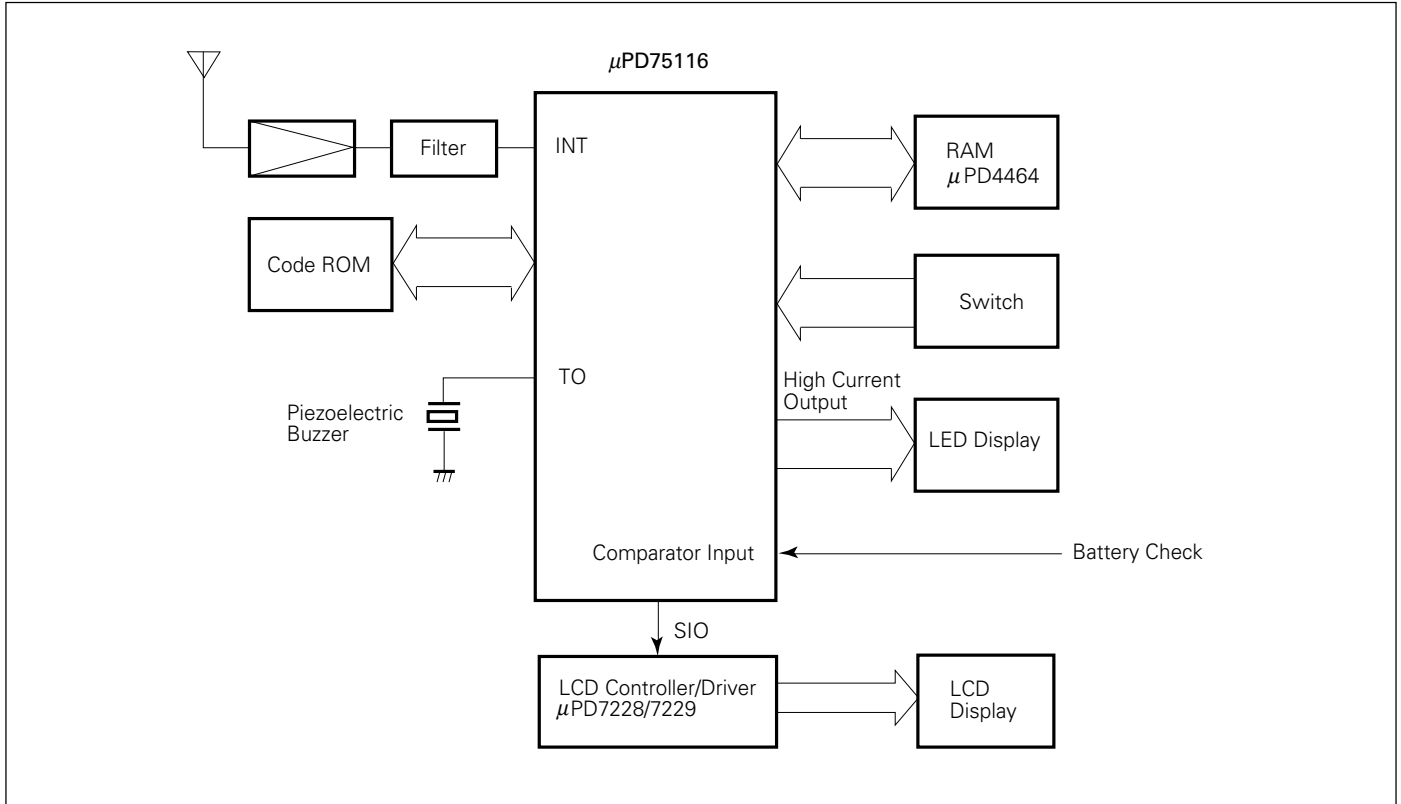 μPD75116
Filter
INT
RAM
μPD4464
Code ROM
Switch
TO
High Current
Output
Piezoelectric
Buzzer
LED Display
Comparator Input
Battery Check
SIO
LCD Controller/Driver
μPD7228/7229
LCD
Display